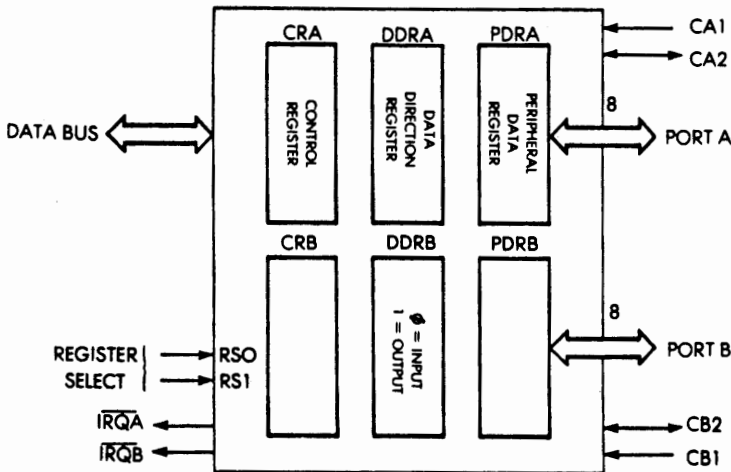 CRA DDRA PDRA
CA1
CA2
CONTROL
REGISTER
DATA
DIRECTION
REGISTER
PERIPHERAL
DATA
REGISTER
8
DATA BUS
PORT A
CRB DDRB PDRB
Ø = INPUT
1 = OUTPUT
8
REGISTER
SELECT
RSO
RS1
PORT B
IRQA
IRQB
CB2
CB1